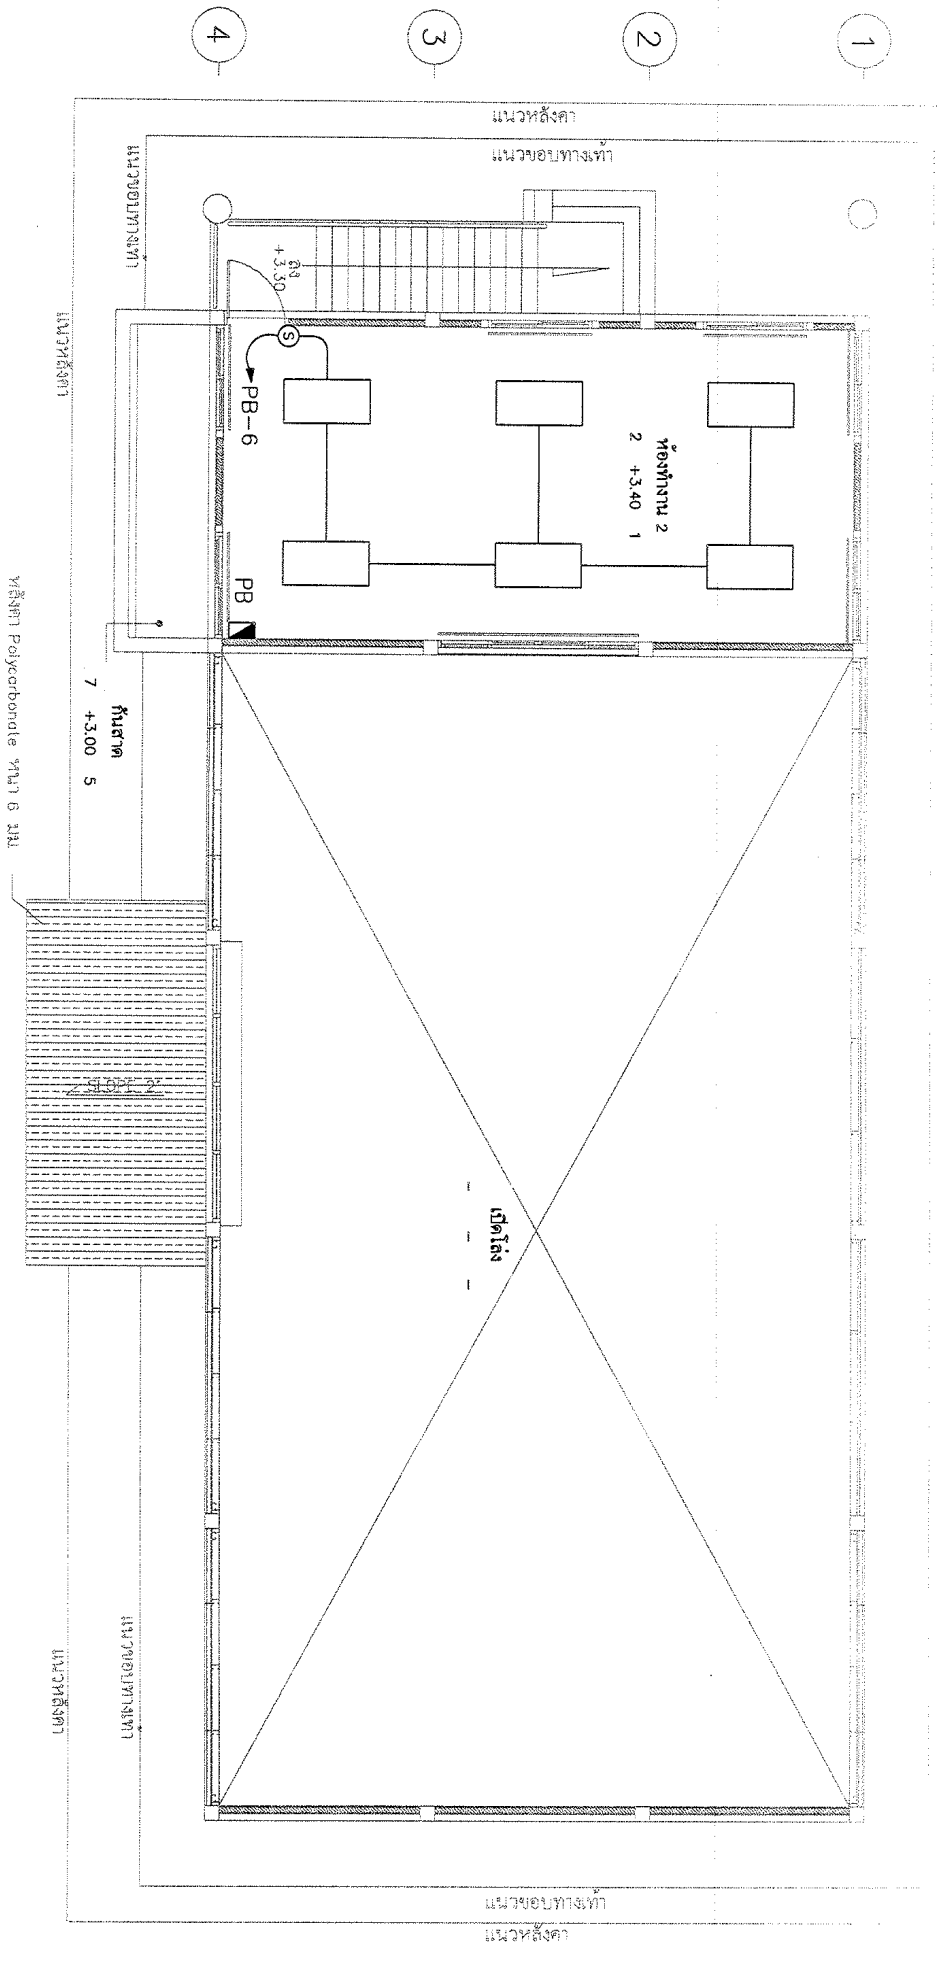 4
3
2
1
แนวหลังคา
แนวขอบทางเท้า
แนวขอบทางเท้า
แนวหลังคา
ลง
+3.30
S
PB-6
ห้องทำงาน 2
2 +3.40 1
PB
กันสาด
7 +3.00 5
หลังคา Polycarbonate หนา 6 มม.
SLOPE 2°
เปิดโล่ง
- - -
แนวขอบทางเท้า
แนวหลังคา
แนวขอบทางเท้า
แนวหลังคา